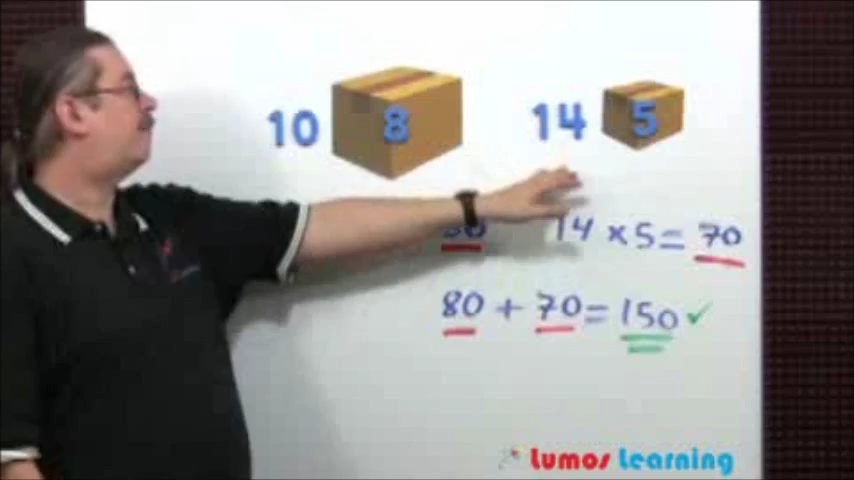 10 8 14 5
14 × 5 = 70
80 + 70 = 150 ✓
Lumos Learning